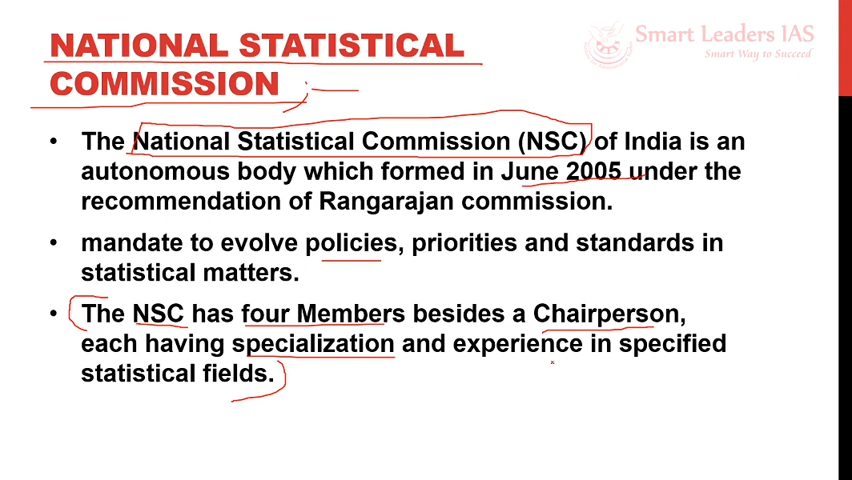 Smart Leaders IAS
Smart Way to Succeed
NATIONAL STATISTICAL
COMMISSION
• The National Statistical Commission (NSC) of India is an
autonomous body which formed in June 2005 under the
recommendation of Rangarajan commission.
• mandate to evolve policies, priorities and standards in
statistical matters.
• The NSC has four Members besides a Chairperson,
each having specialization and experience in specified
statistical fields.